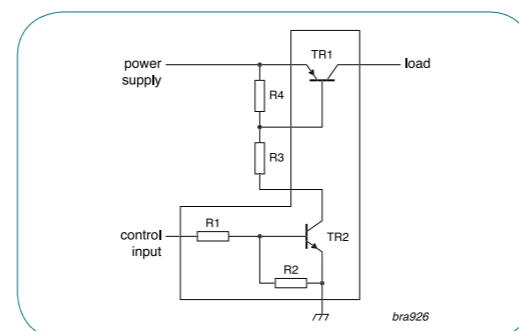 TR1
power
supply
load
R4
R3
control
input
R1
TR2
R2
bra926